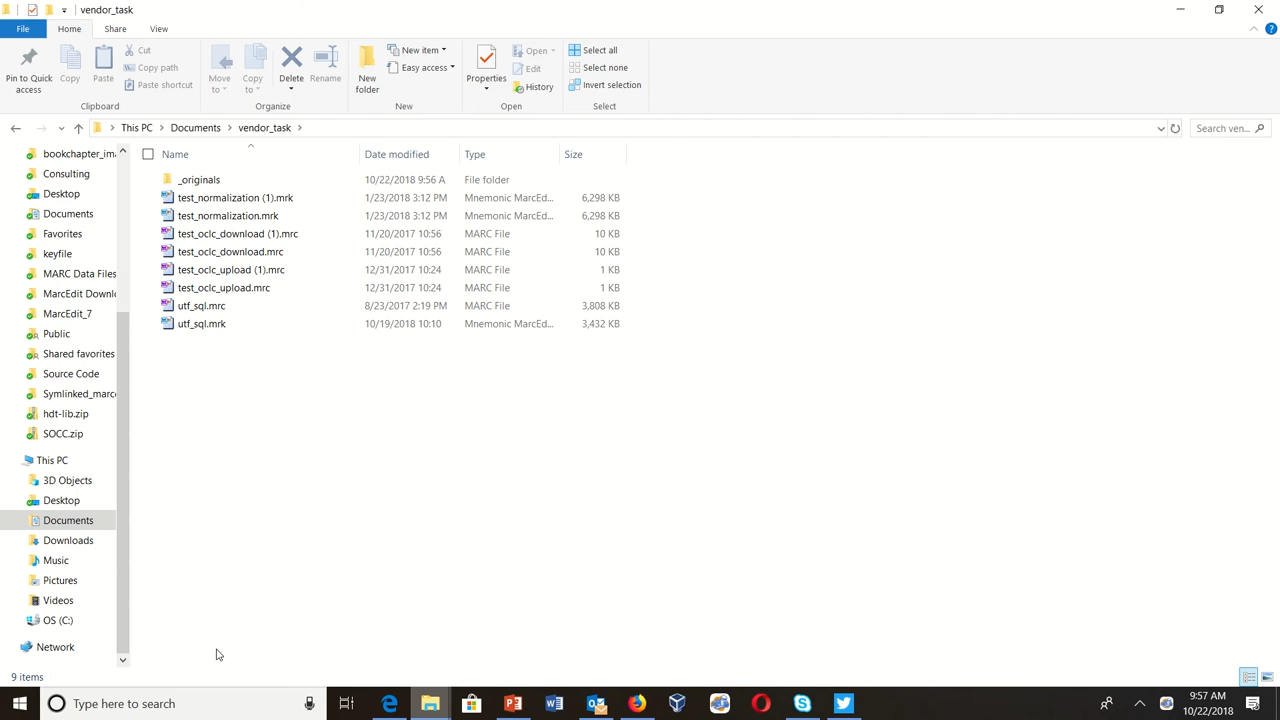 vendor_task
File Home Share View
Pin to Quick access
Copy
Paste
Cut
Copy path
Paste shortcut
Clipboard
Move to
Copy to
Delete
Rename
Organize
New folder
New item
Easy access
New
Properties
Open
Edit
History
Open
Select all
Select none
Invert selection
Select
This PC Documents vendor_task
Search ven...
Name Date modified Type Size
_originals 10/22/2018 9:56 A File folder
test_normalization (1).mrk 1/23/2018 3:12 PM Mnemonic MarcEd... 6,298 KB
test_normalization.mrk 1/23/2018 3:12 PM Mnemonic MarcEd... 6,298 KB
test_oclc_download (1).mrc 11/20/2017 10:56 MARC File 10 KB
test_oclc_download.mrc 11/20/2017 10:56 MARC File 10 KB
test_oclc_upload (1).mrc 12/31/2017 10:24 MARC File 1 KB
test_oclc_upload.mrc 12/31/2017 10:24 MARC File 1 KB
utf_sql.mrc 8/23/2017 2:19 PM MARC File 3,808 KB
utf_sql.mrk 10/19/2018 10:10 Mnemonic MarcEd... 3,432 KB
bookchapter_ima
Consulting
Desktop
Documents
Favorites
keyfile
MARC Data Files
MarcEdit Downlo
MarcEdit_7
Public
Shared favorites
Source Code
Symlinked_marce
hdt-lib.zip
SOCC.zip
This PC
3D Objects
Desktop
Documents
Downloads
Music
Pictures
Videos
OS (C:)
Network
9 items
Type here to search
9:57 AM
10/22/2018